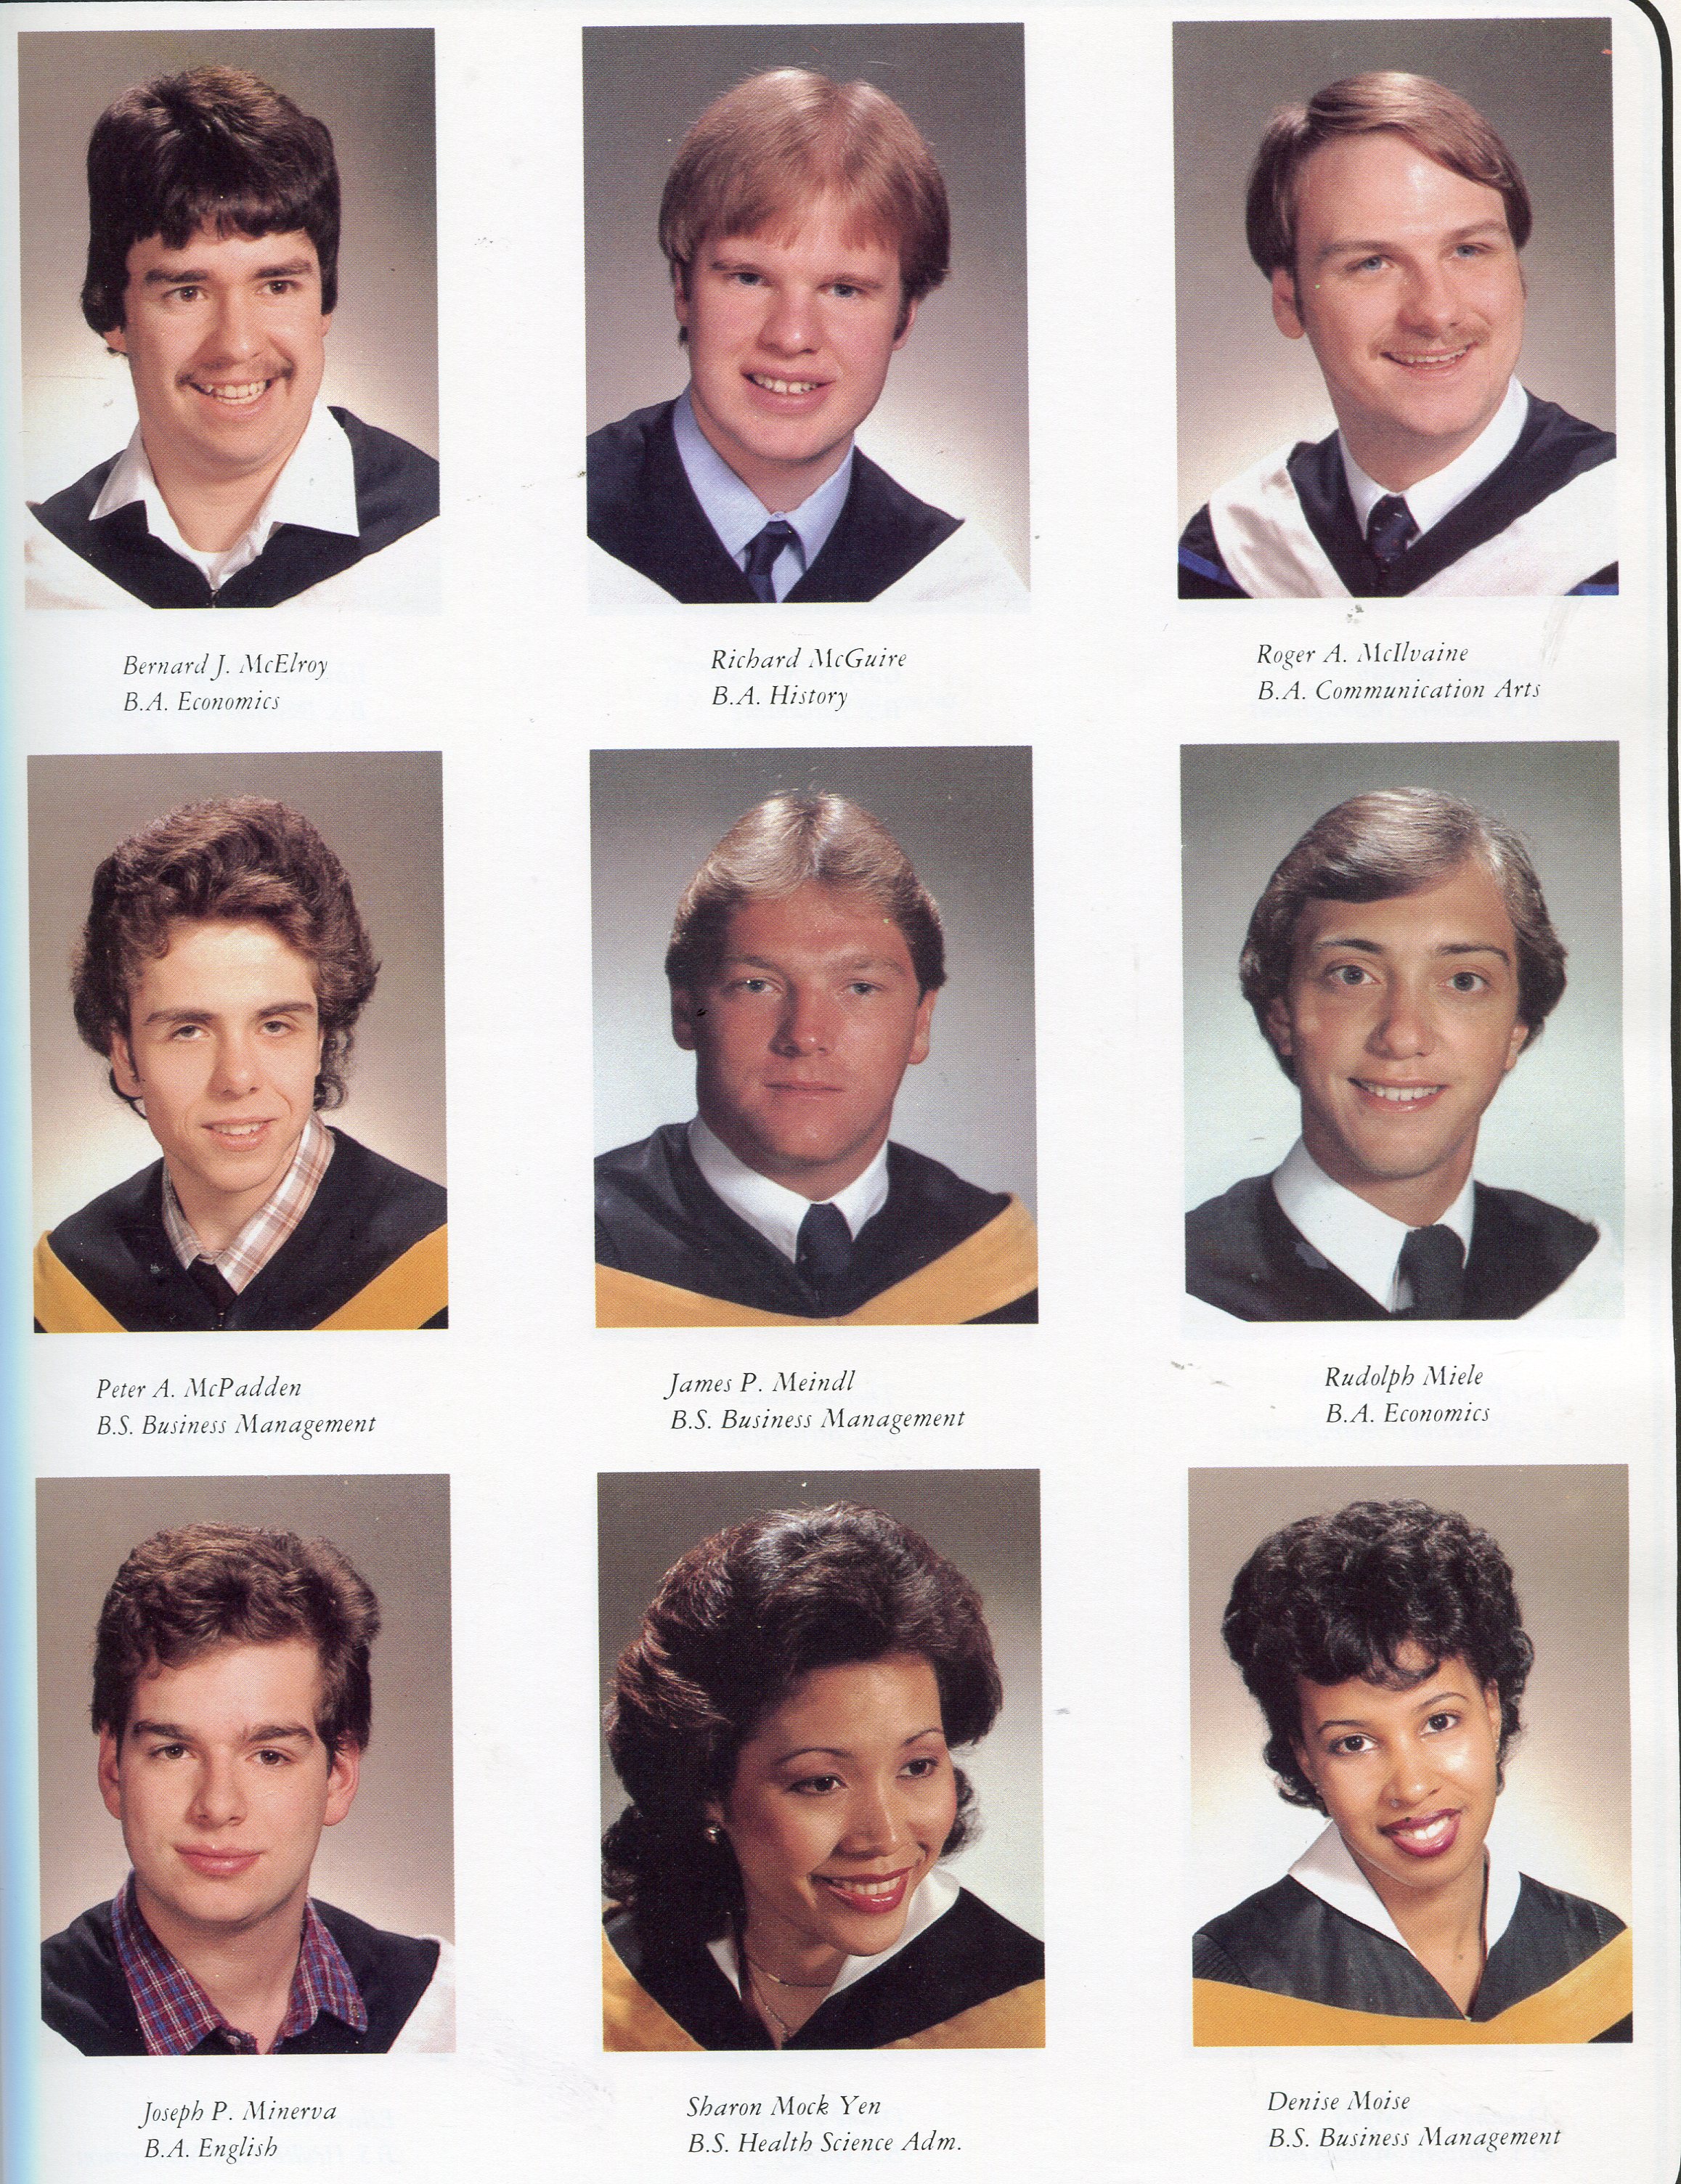 Bernard J. McElroy
B.A. Economics
Richard McGuire
B.A. History
Roger A. McIlvaine
B.A. Communication Arts
Peter A. McPadden
B.S. Business Management
James P. Meindl
B.S. Business Management
Rudolph Miele
B.A. Economics
Joseph P. Minerva
B.A. English
Sharon Mock Yen
B.S. Health Science Adm.
Denise Moise
B.S. Business Management